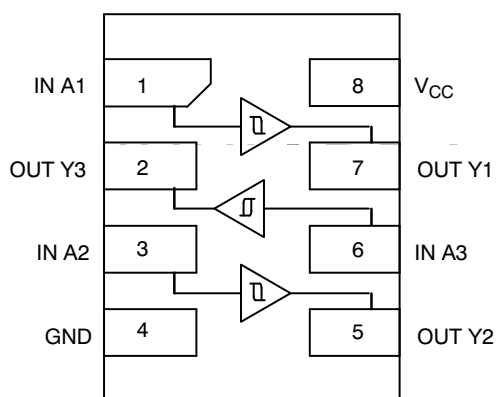 IN A1 1 8 VCC
OUT Y3 2 7 OUT Y1
IN A2 3 6 IN A3
GND 4 5 OUT Y2